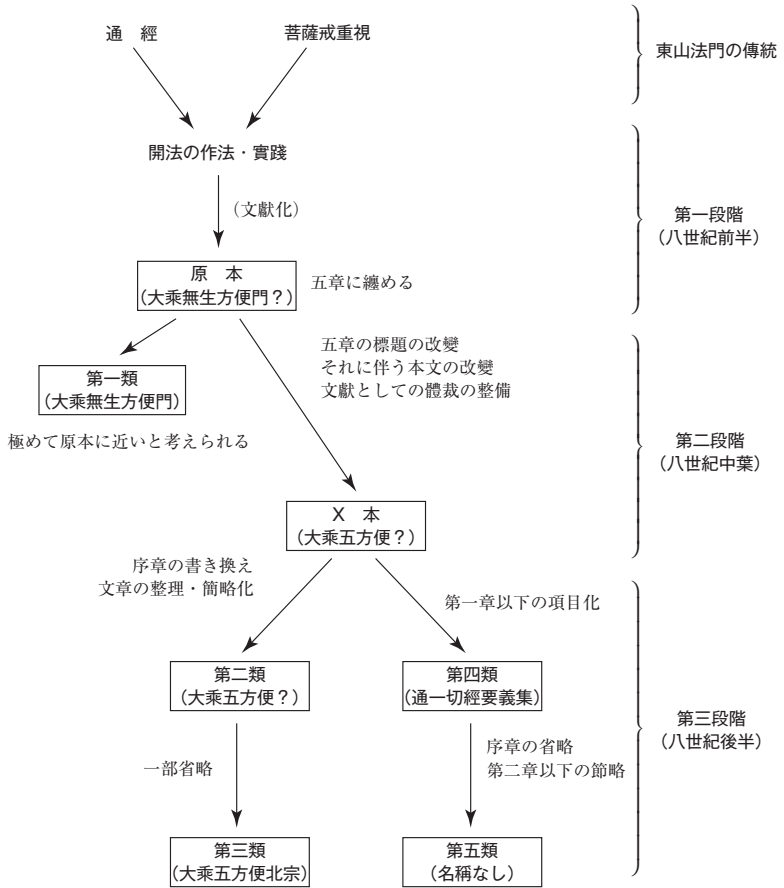 通　經
菩薩戒重視
東山法門の傳統
開法の作法・實踐
（文獻化）
第一段階
（八世紀前半）
原　本
（大乘無生方便門？）
五章に纏める
五章の標題の改變
それに伴う本文の改變
文獻としての體裁の整備
第一類
（大乘無生方便門）
極めて原本に近いと考えられる
第二段階
（八世紀中葉）
X　本
（大乘五方便？）
序章の書き換え
文章の整理・簡略化
第一章以下の項目化
第二類
（大乘五方便？）
第四類
（通一切經要義集）
第三段階
（八世紀後半）
一部省略
序章の省略
第二章以下の節略
第三類
（大乘五方便北宗）
第五類
（名稱なし）